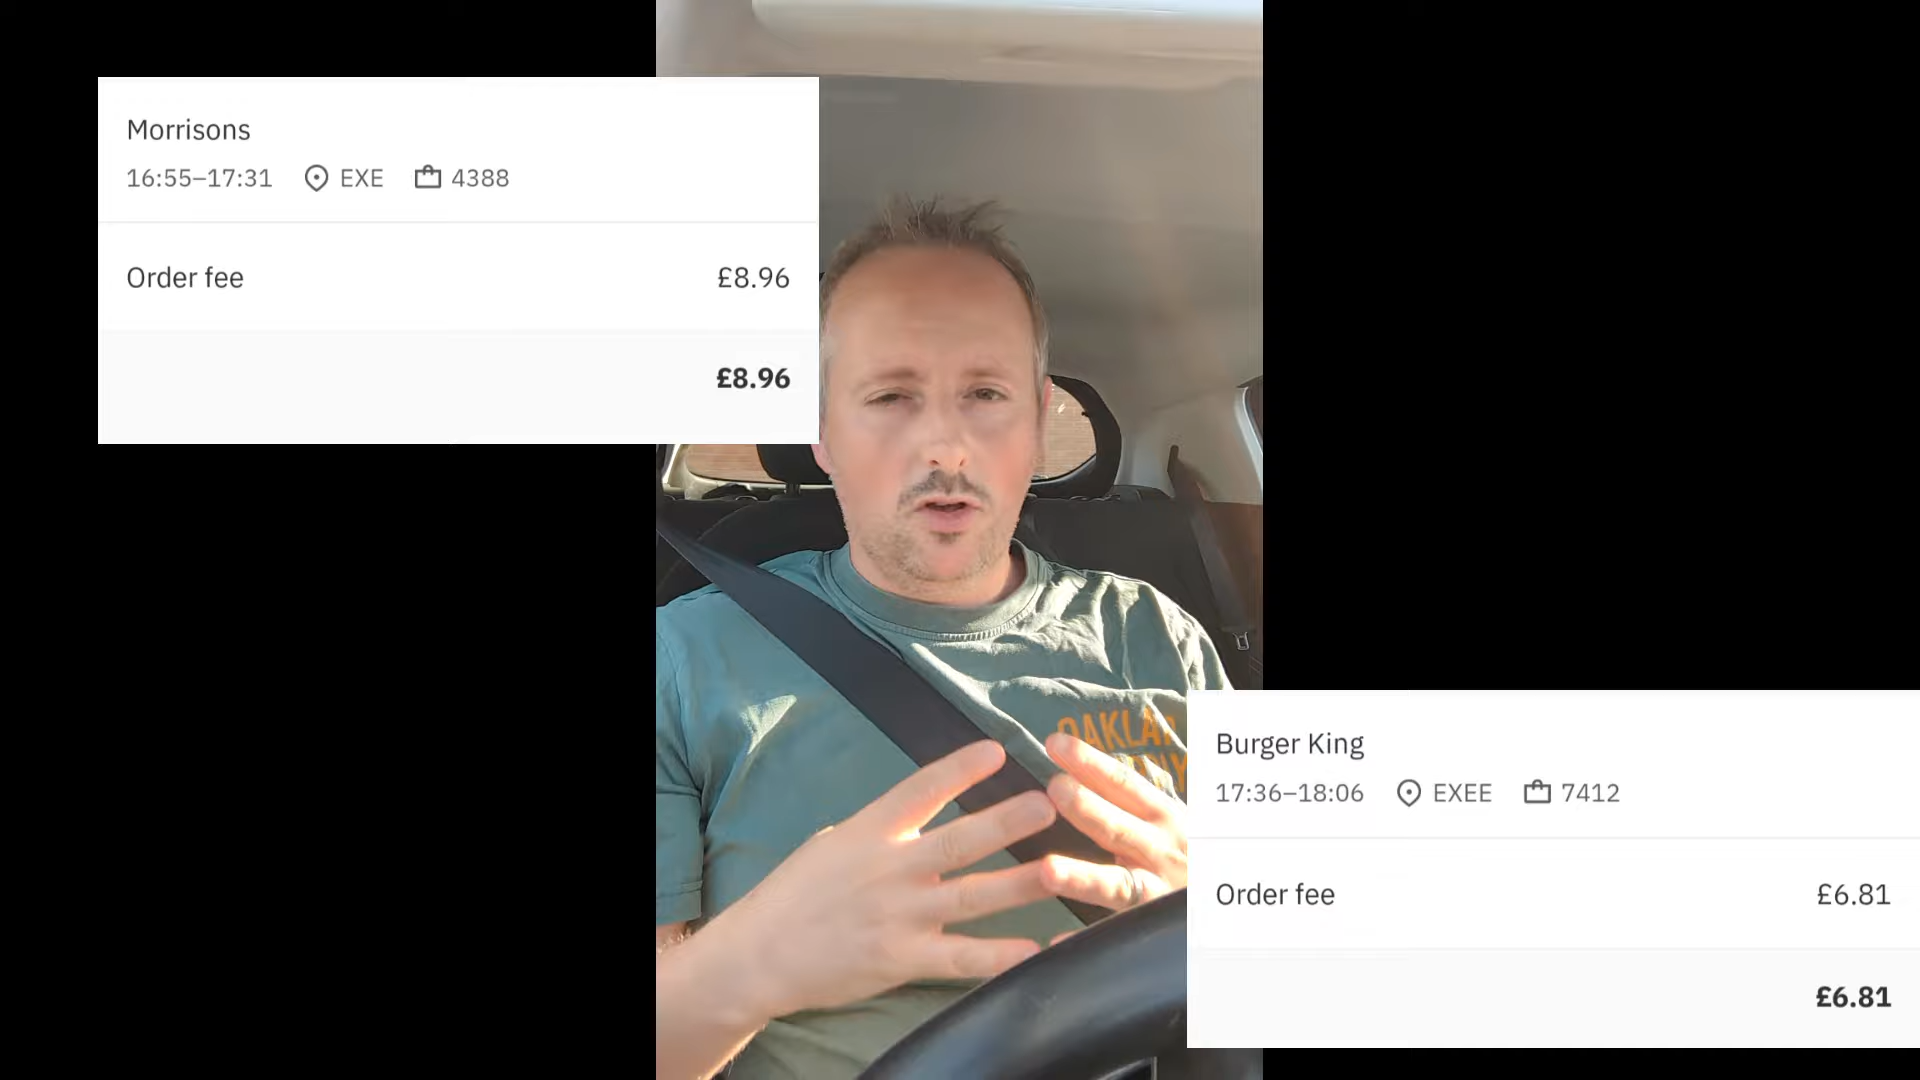 Morrisons
16:55–17:31 EXE 4388
Order fee £8.96
£8.96
Burger King
17:36–18:06 EXEE 7412
Order fee £6.81
£6.81